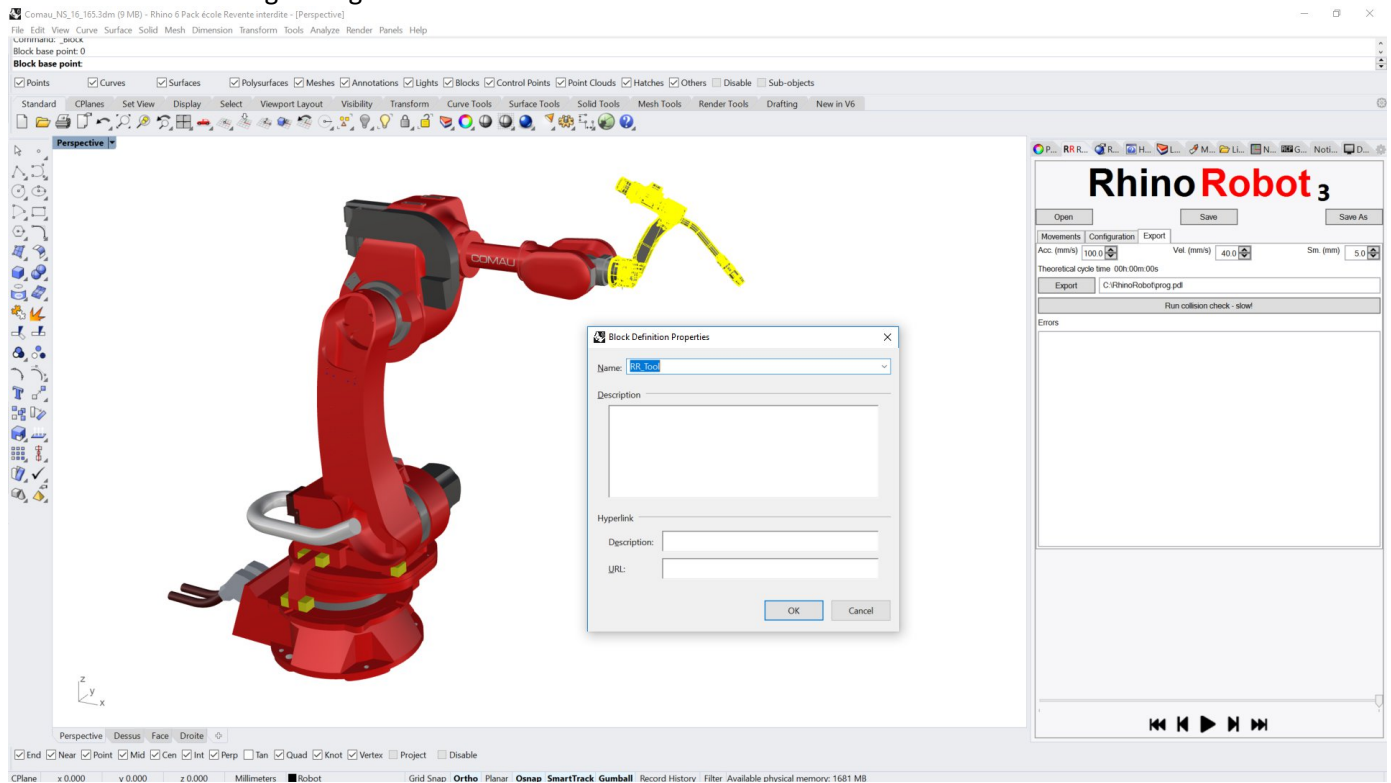 Comau_NS_16_165.3dm (9 MB) - Rhino 6 Pack école Revente interdite - [Perspective]
File Edit View Curve Surface Solid Mesh Dimension Transform Tools Analyze Render Panels Help
Command: _Block
Block base point: 0
Block base point:
Points Curves Surfaces Polysurfaces Meshes Annotations Lights Blocks Control Points Point Clouds Hatches Others Disable Sub-objects
Standard CPlanes Set View Display Select Viewport Layout Visibility Transform Curve Tools Surface Tools Solid Tools Mesh Tools Render Tools Drafting New in V6
Perspective
P... RR R... R... H... L... M... Li... N... G... Noti... D...
Rhino Robot 3
Open Save Save As
Movements Configuration Export
Acc. (mm/s) 100.0 Vel. (mm/s) 40.0 Sm. (mm) 5.0
Theoretical cycle time 00h:00m:00s
Export C:\RhinoRobot\prog.pdl
Run collision check - slow!
Errors
COMAU
Block Definition Properties
Name: RR_Tool
Description
Hyperlink
Description:
URL:
OK Cancel
z
y
x
Perspective Dessus Face Droite
End Near Point Mid Cen Int Perp Tan Quad Knot Vertex Project Disable
CPlane x 0.000 y 0.000 z 0.000 Millimeters Robot Grid Snap Ortho Planar Osnap SmartTrack Gumball Record History Filter Available physical memory: 1681 MB